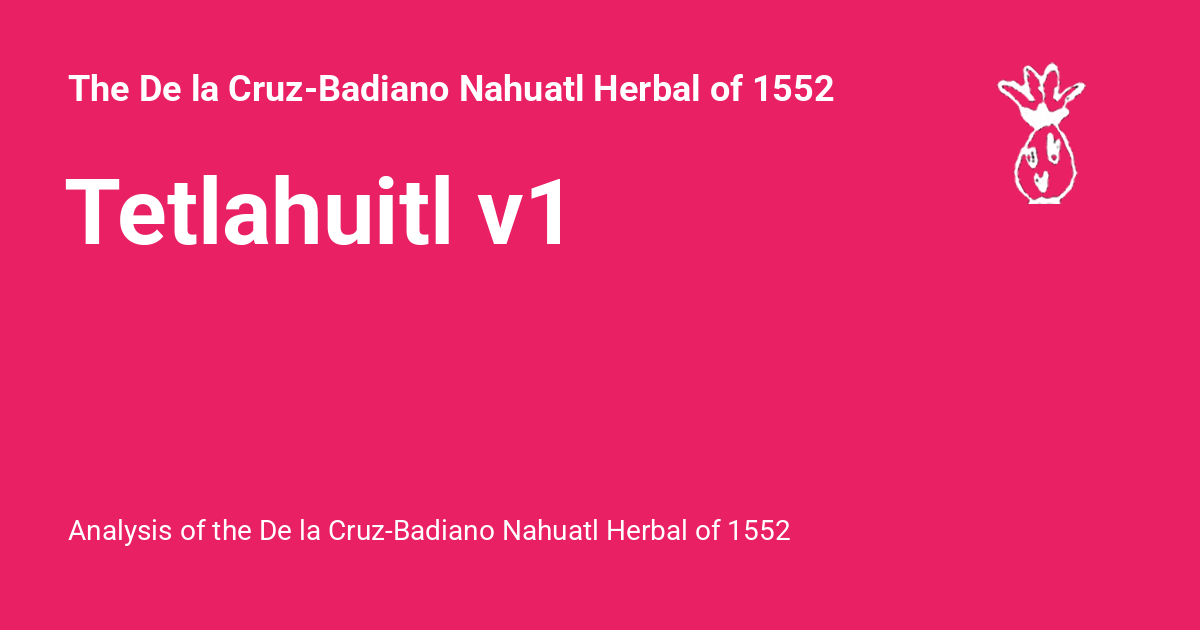 The De la Cruz-Badiano Nahuatl Herbal of 1552
Tetlahuitl v1
Analysis of the De la Cruz-Badiano Nahuatl Herbal of 1552